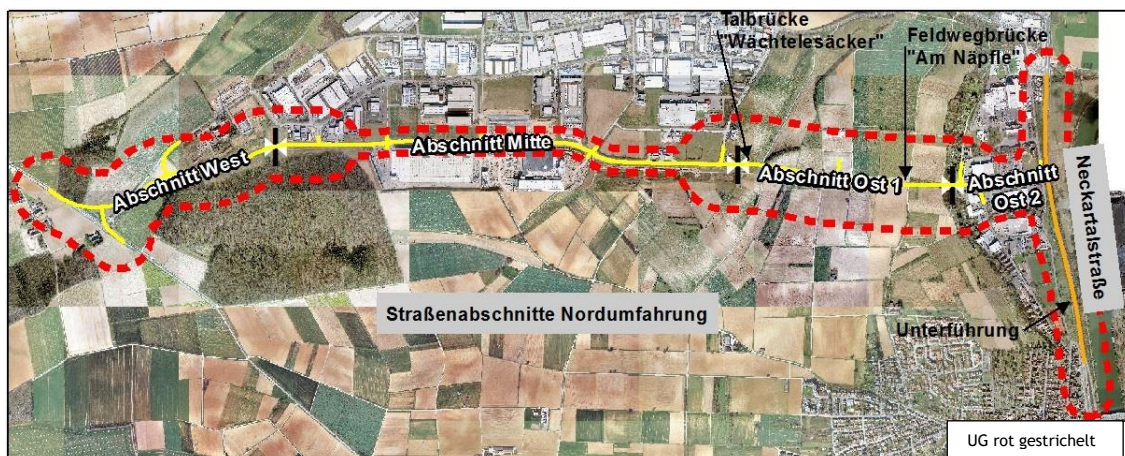 Talbrücke
"Wächtelesäcker"
Feldwegbrücke
"Am Näpfle"
Abschnitt West
Abschnitt Mitte
Abschnitt Ost 1
Abschnitt
Ost 2
Neckartalstraße
Straßenabschnitte Nordumfahrung
Unterführung
UG rot gestrichelt